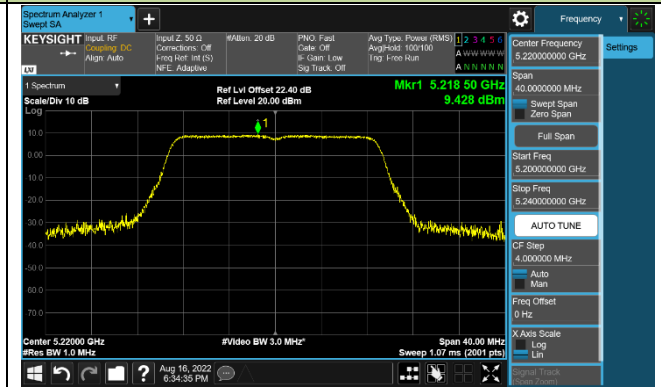 Spectrum Analyzer 1
Swept SA
+
Frequency
KEYSIGHT
Input: RF
Coupling: DC
Align: Auto
Input Z: 50 Ω
Corrections: Off
Freq Ref: Int (S)
NFE: Adaptive
#Atten: 20 dB
PNO: Fast
Gate: Off
IF Gain: Low
Sig Track: Off
Avg Type: Power (RMS)
Avg|Hold: 100/100
Trig: Free Run
1 2 3 4 5 6
A W W W W W
A N N N N N
LXI
1 Spectrum
Scale/Div 10 dB
Log
Ref Lvl Offset 22.40 dB
Ref Level 20.00 dBm
Mkr1 5.218 50 GHz
9.428 dBm
1
10.0
0.00
-10.0
-20.0
-30.0
-40.0
-50.0
-60.0
-70.0
Center 5.22000 GHz
#Res BW 1.0 MHz
#Video BW 3.0 MHz*
Span 40.00 MHz
Sweep 1.07 ms (2001 pts)
Center Frequency
5.220000000 GHz
Settings
Span
40.0000000 MHz
Swept Span
Zero Span
Full Span
Start Freq
5.200000000 GHz
Stop Freq
5.240000000 GHz
AUTO TUNE
CF Step
4.000000 MHz
Auto
Man
Freq Offset
0 Hz
X Axis Scale
Log
Lin
Signal Track
(Span Zoom)
?
Aug 16, 2022
6:34:35 PM